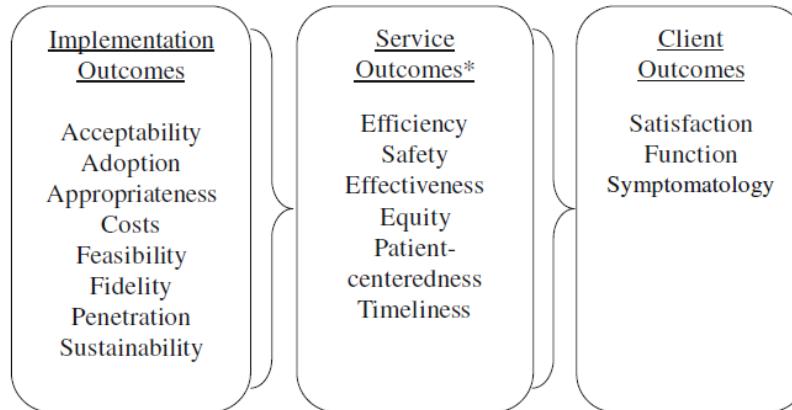 Implementation
Outcomes
Acceptability
Adoption
Appropriateness
Costs
Feasibility
Fidelity
Penetration
Sustainability
Service
Outcomes*
Efficiency
Safety
Effectiveness
Equity
Patient-
centeredness
Timeliness
Client
Outcomes
Satisfaction
Function
Symptomatology